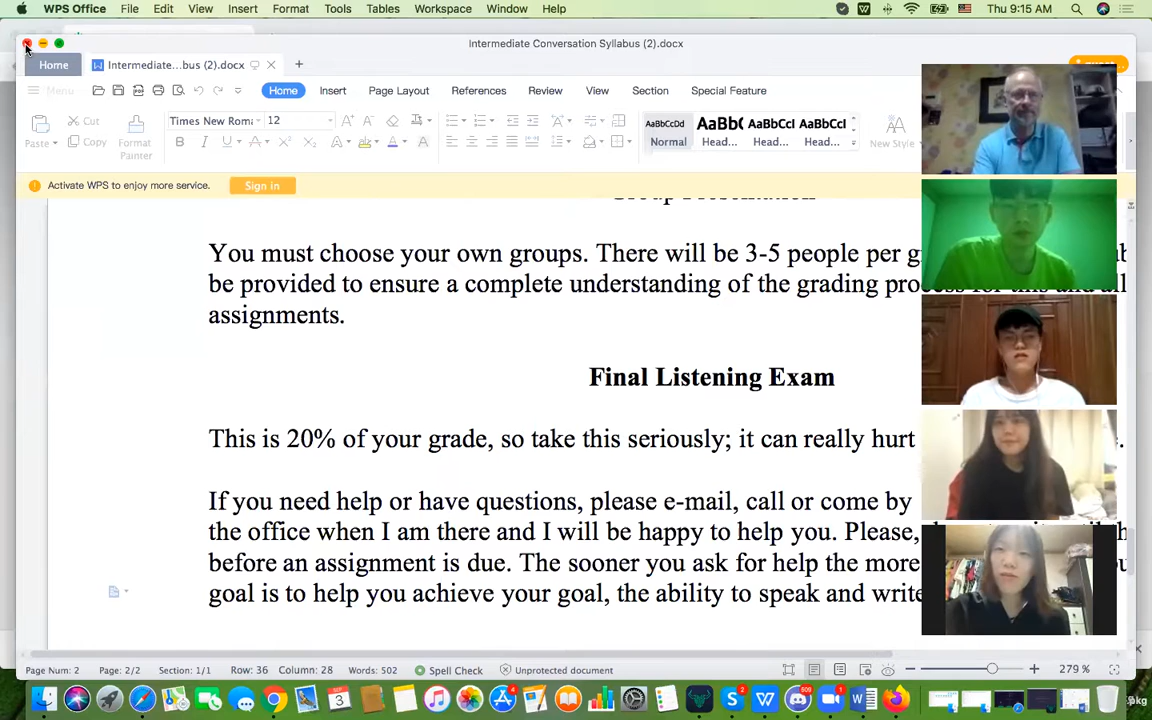 WPS Office File Edit View Insert Format Tools Tables Workspace Window Help Thu 9:15 AM
Intermediate Conversation Syllabus (2).docx
Home Intermediate...bus (2).docx
Menu Home Insert Page Layout References Review View Section Special Feature
Cut Times New Rom 12 AaBbCcDd AaBb( AaBbCcI AaBbCcI
Paste Copy Format Painter B I U A A A Normal Head... Head... Head... New Style
Activate WPS to enjoy more service. Sign in
Group Presentation
You must choose your own groups. There will be 3-5 people per
be provided to ensure a complete understanding of the grading
assignments.
Final Listening Exam
This is 20% of your grade, so take this seriously; it can really hurt
If you need help or have questions, please e-mail, call or come by
the office when I am there and I will be happy to help you. Please,
before an assignment is due. The sooner you ask for help the more
goal is to help you achieve your goal, the ability to speak and write
Page Num: 2 Page: 2/2 Section: 1/1 Row: 36 Column: 28 Words: 502 Spell Check Unprotected document 279 %